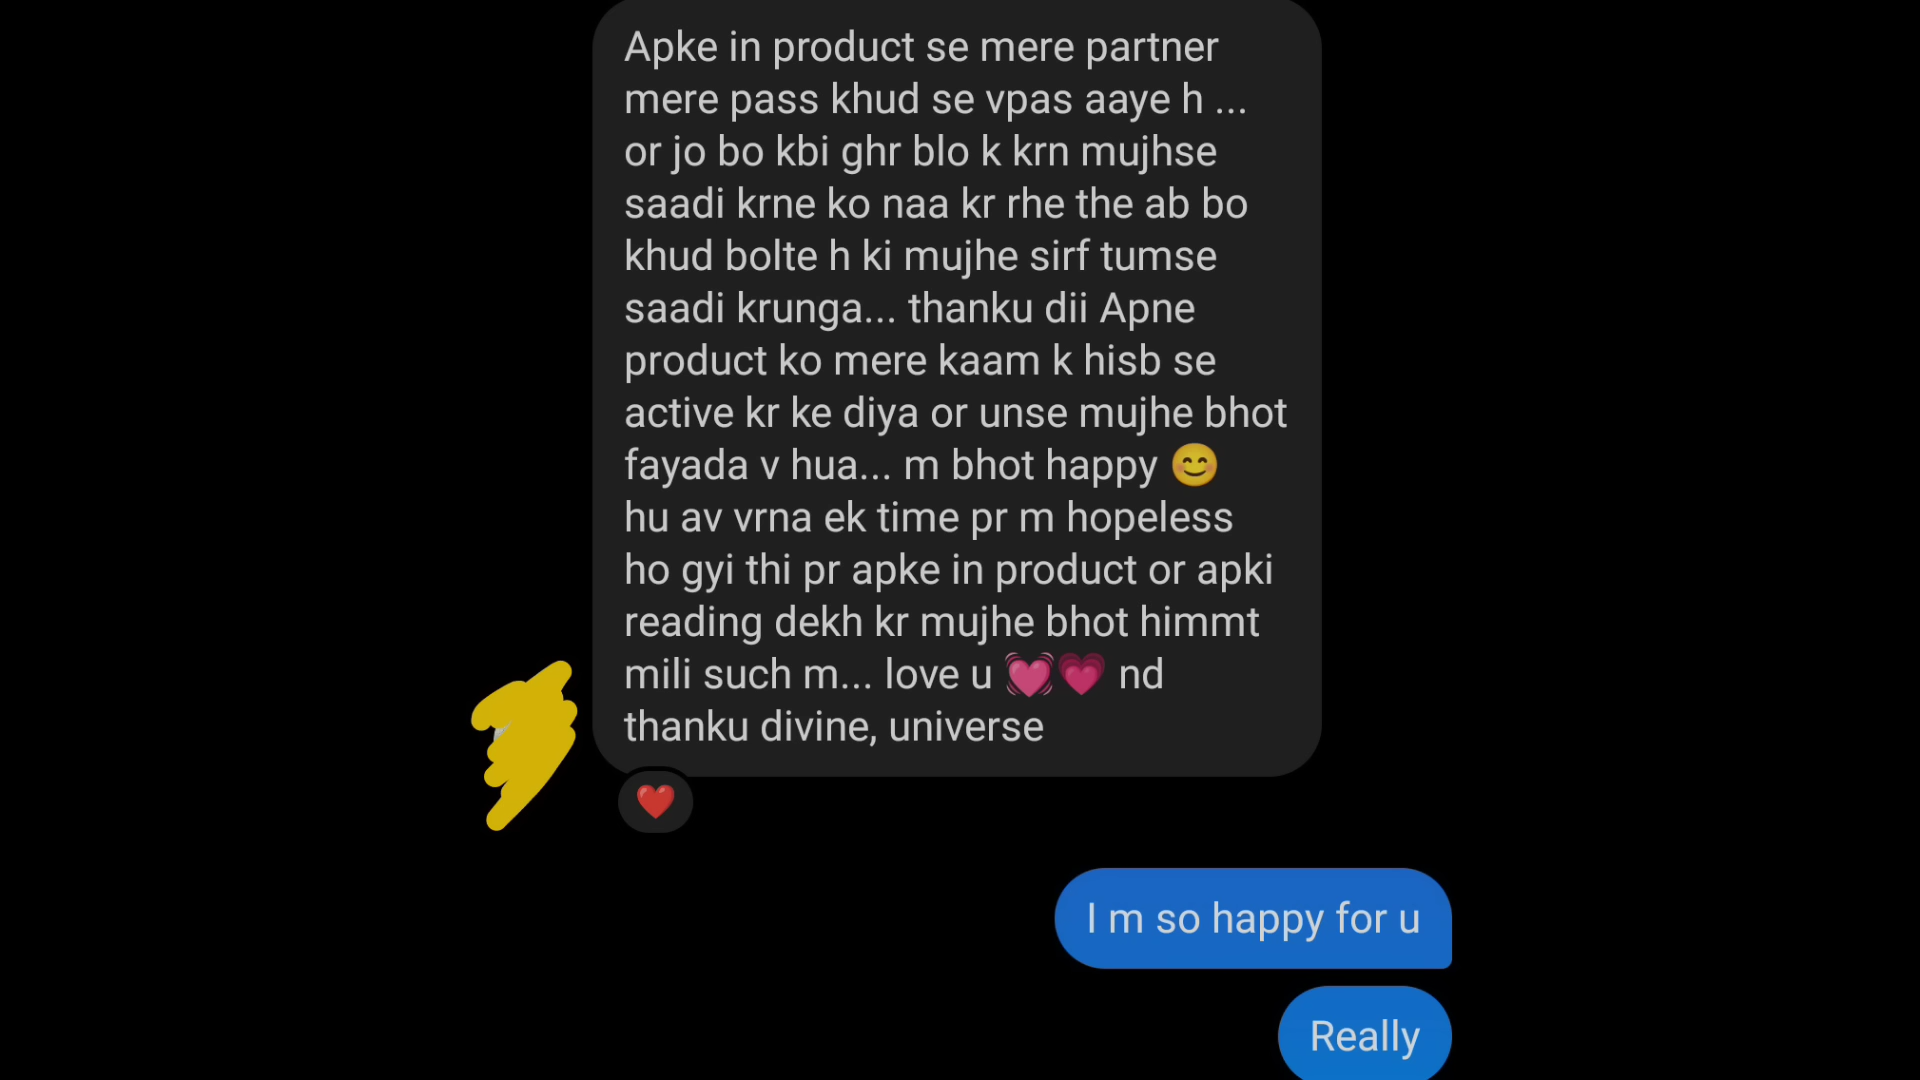 Apke in product se mere partner
mere pass khud se vpas aaye h ...
or jo bo kbi ghr blo k krn mujhse
saadi krne ko naa kr rhe the ab bo
khud bolte h ki mujhe sirf tumse
saadi krunga... thanku dii Apne
product ko mere kaam k hisb se
active kr ke diya or unse mujhe bhot
fayada v hua... m bhot happy 😊
hu av vrna ek time pr m hopeless
ho gyi thi pr apke in product or apki
reading dekh kr mujhe bhot himmt
mili such m... love u 💓💗 nd
thanku divine, universe
❤️
I m so happy for u
Really